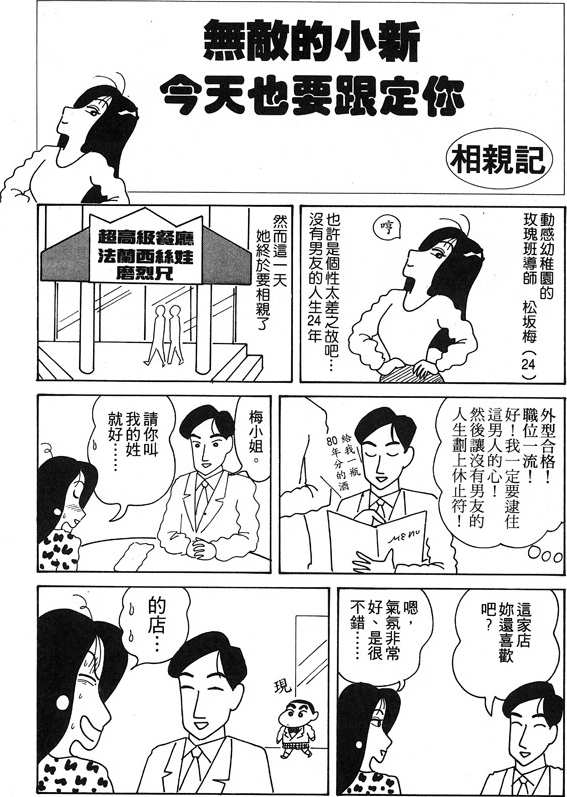 無敵的小新
今天也要跟定你
相親記
動感幼稚園的
玫瑰班導師 松坂梅(24)
哼
也許是個性太差之故吧…
沒有男友的人生24年
然而這一天
她終於要相親了
超高級餐廳
法蘭西絲娃
磨烈兄
外型合格！
職位一流！
好！我一定要逮住
這男人的心！
然後讓沒有男友的
人生劃上休止符！
給我一瓶
80年分的酒
MENU
梅小姐。
請你叫
我的姓
就好……
這家店
妳還喜歡
吧？
嗯，
氣氛非常
好、是很
不錯……
現
的店…